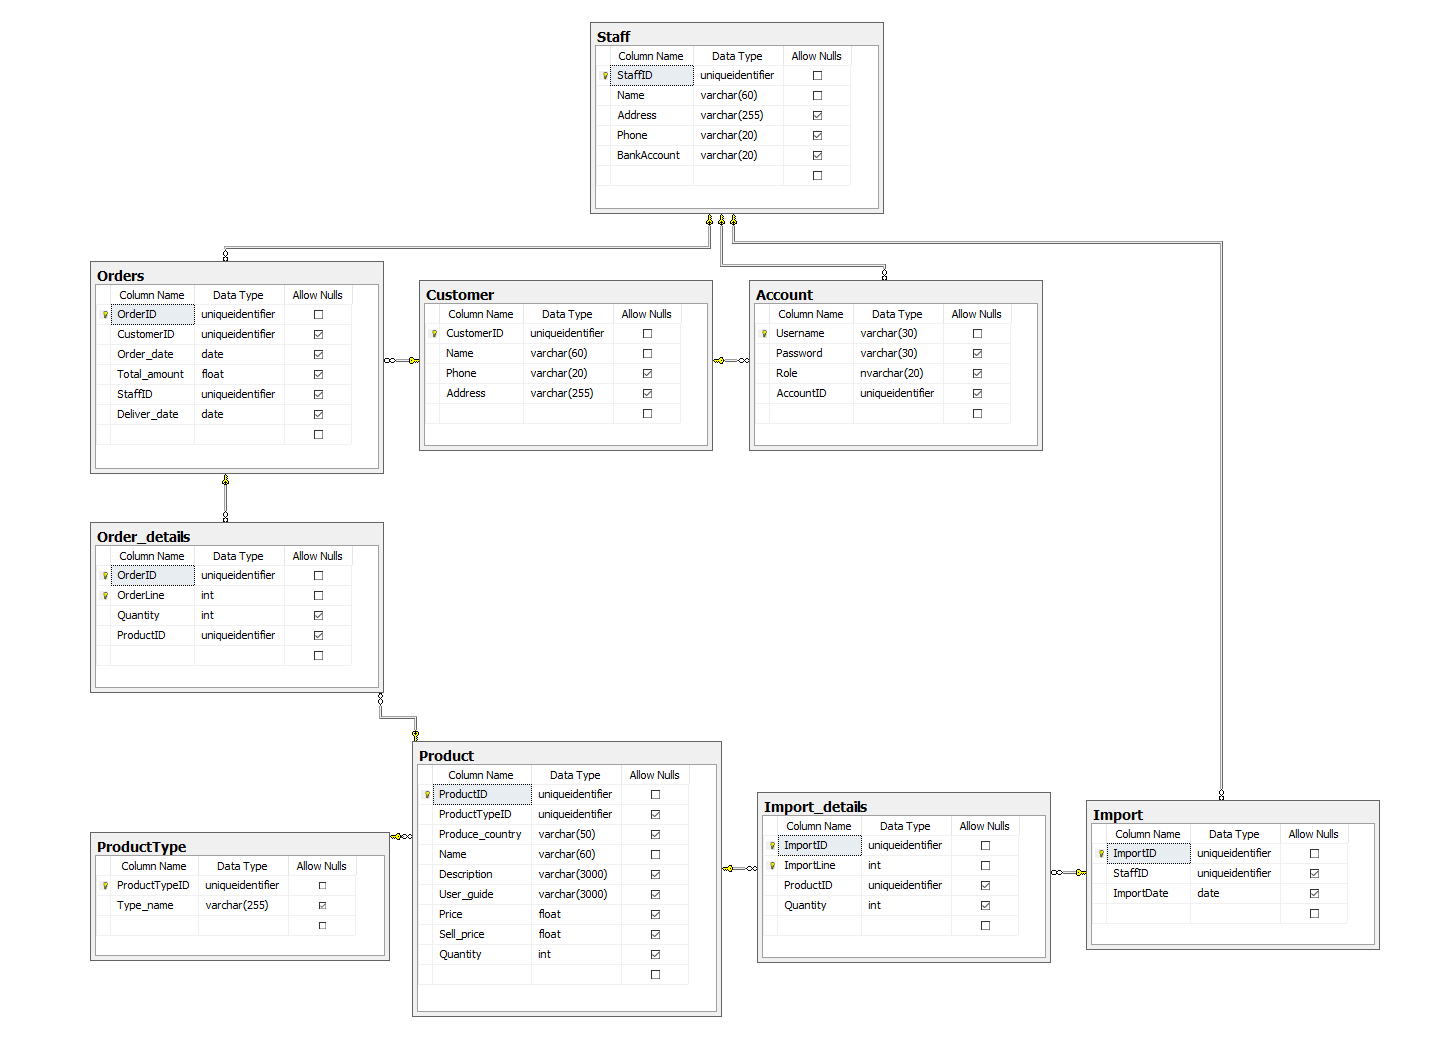 Staff
Column Name Data Type Allow Nulls
StaffID uniqueidentifier
Name varchar(60)
Address varchar(255)
Phone varchar(20)
BankAccount varchar(20)
Orders
Column Name Data Type Allow Nulls
OrderID uniqueidentifier
CustomerID uniqueidentifier
Order_date date
Total_amount float
StaffID uniqueidentifier
Deliver_date date
Customer
Column Name Data Type Allow Nulls
CustomerID uniqueidentifier
Name varchar(60)
Phone varchar(20)
Address varchar(255)
Account
Column Name Data Type Allow Nulls
Username varchar(30)
Password varchar(30)
Role nvarchar(20)
AccountID uniqueidentifier
Order_details
Column Name Data Type Allow Nulls
OrderID uniqueidentifier
OrderLine int
Quantity int
ProductID uniqueidentifier
Product
Column Name Data Type Allow Nulls
ProductID uniqueidentifier
ProductTypeID uniqueidentifier
Produce_country varchar(50)
Name varchar(60)
Description varchar(3000)
User_guide varchar(3000)
Price float
Sell_price float
Quantity int
ProductType
Column Name Data Type Allow Nulls
ProductTypeID uniqueidentifier
Type_name varchar(255)
Import_details
Column Name Data Type Allow Nulls
ImportID uniqueidentifier
ImportLine int
ProductID uniqueidentifier
Quantity int
Import
Column Name Data Type Allow Nulls
ImportID uniqueidentifier
StaffID uniqueidentifier
ImportDate date